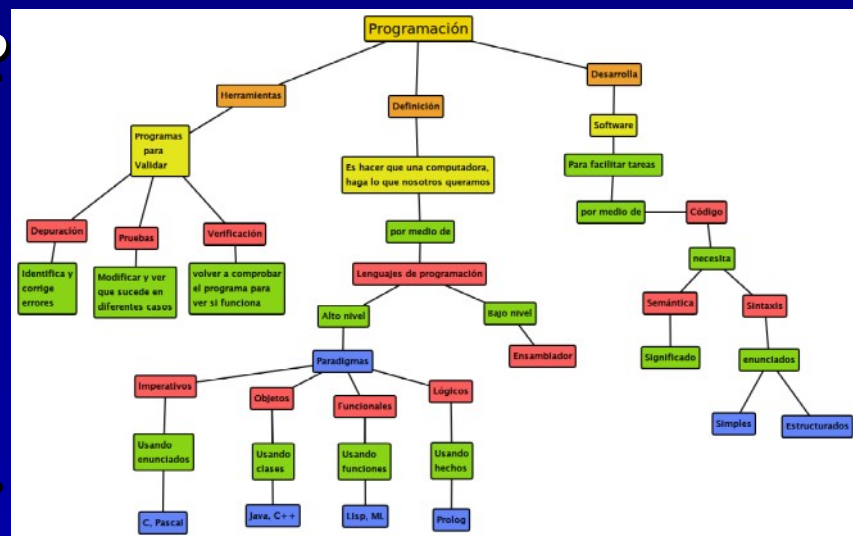 Programación
Herramientas
Definición
Desarrolla
Programas
para
Validar
Software
Es hacer que una computadora,
haga lo que nosotros queramos
Para facilitar tareas
por medio de
Código
Depuración
Pruebas
Verificación
por medio de
necesita
Identifica y
corrige
errores
Modificar y ver
que sucede en
diferentes casos
volver a comprobar
el programa para
ver si funciona
Lenguajes de programación
Semántica
Sintaxis
Alto nivel
Bajo nivel
Paradigmas
Ensamblador
Significado
enunciados
Imperativos
Objetos
Funcionales
Lógicos
Simples
Estructurados
Usando
enunciados
Usando
clases
Usando
funciones
Usando
hechos
C, Pascal
Java, C++
Lisp, ML
Prolog